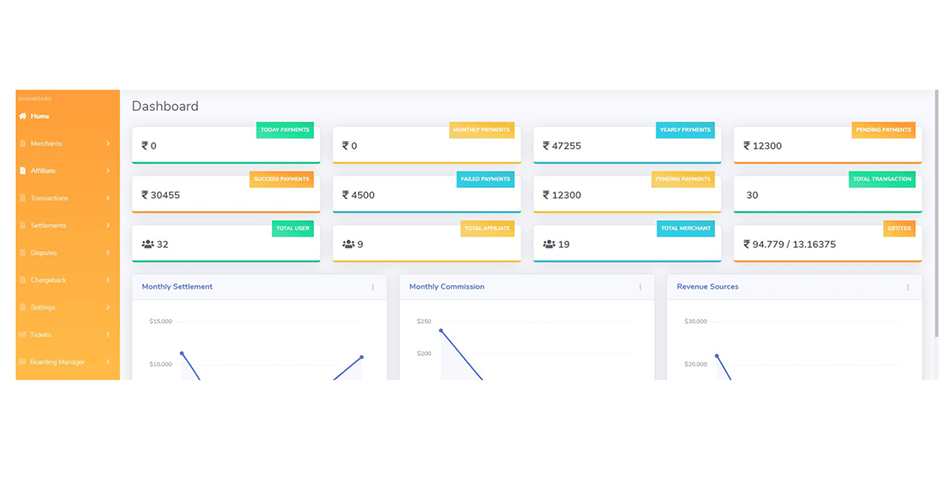 DASHBOARD
Home
Merchants
Affiliate
Transactions
Settlements
Disputes
Chargeback
Settings
Tickets
Boarding Manager
Dashboard
TODAY PAYMENTS
₹ 0
MONTHLY PAYMENTS
₹ 0
YEARLY PAYMENTS
₹ 47255
PENDING PAYMENTS
₹ 12300
SUCCESS PAYMENTS
₹ 30455
FAILED PAYMENTS
₹ 4500
PENDING PAYMENTS
₹ 12300
TOTAL TRANSACTION
30
TOTAL USER
32
TOTAL AFFILIATE
9
TOTAL MERCHANT
19
GST/TDS
₹ 94.779 / 13.16375
Monthly Settlement
$15,000
$10,000
Monthly Commission
$250
$200
Revenue Sources
$30,000
$20,000